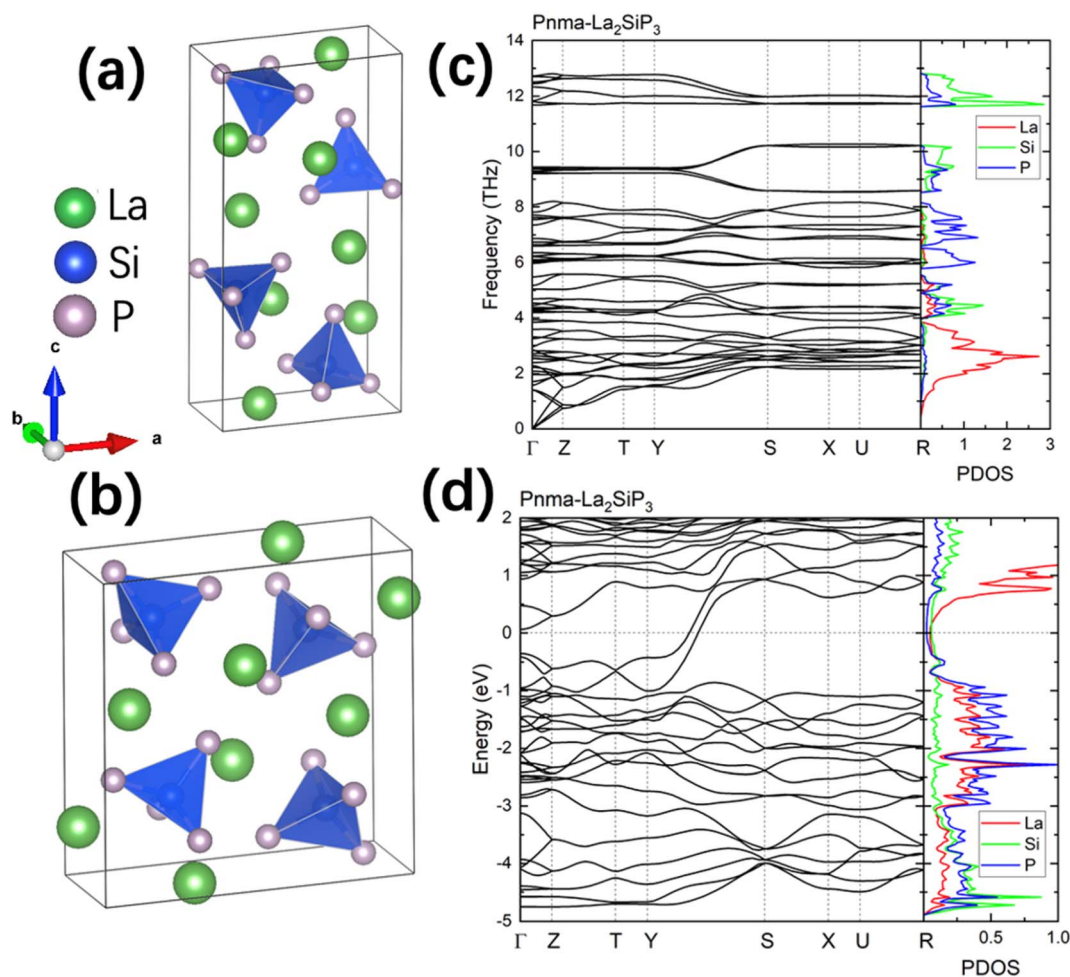 (a)
La
Si
P
c
b
a
(b)
(c)
Pnma-La₂SiP₃
14
12
10
8
6
4
2
0
Frequency (THz)
Γ Z T Y S X U R
La
Si
P
1 2 3
PDOS
(d)
Pnma-La₂SiP₃
2
1
0
-1
-2
-3
-4
-5
Energy (eV)
Γ Z T Y S X U R
La
Si
P
0.5 1.0
PDOS